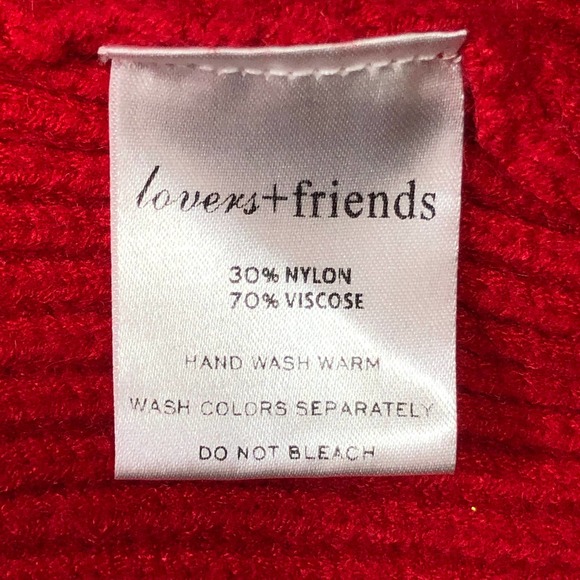 lovers+friends
30% NYLON
70% VISCOSE
HAND WASH WARM
WASH COLORS SEPARATELY
DO NOT BLEACH